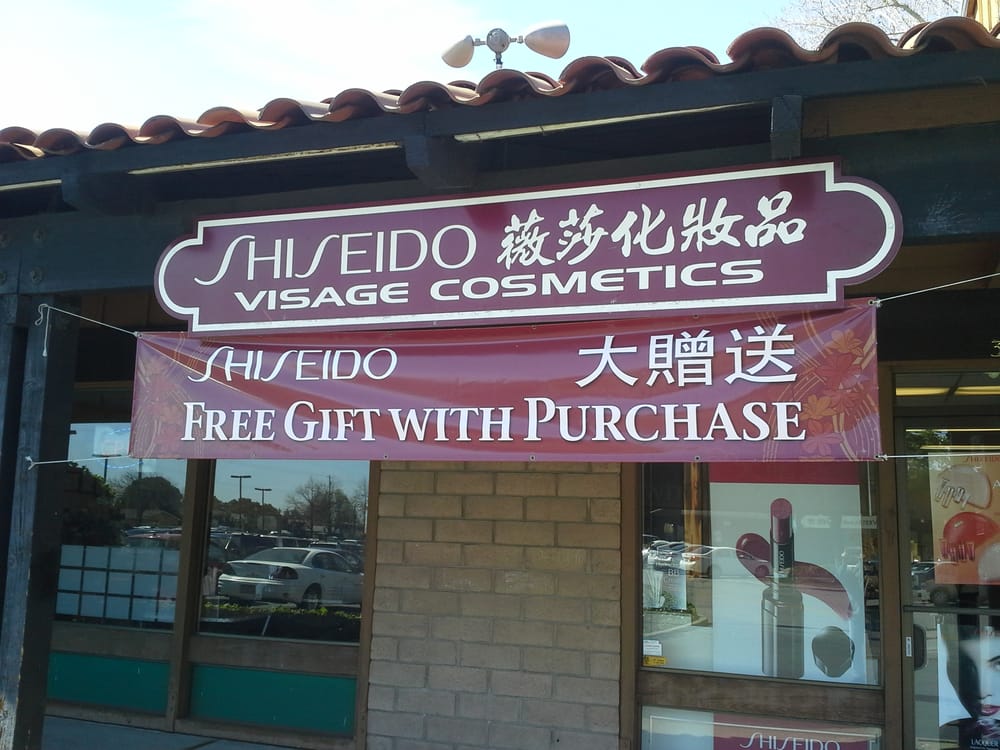 SHISEIDO 薇莎化妝品
VISAGE COSMETICS
SHISEIDO 大贈送
FREE GIFT WITH PURCHASE
SHISEIDO